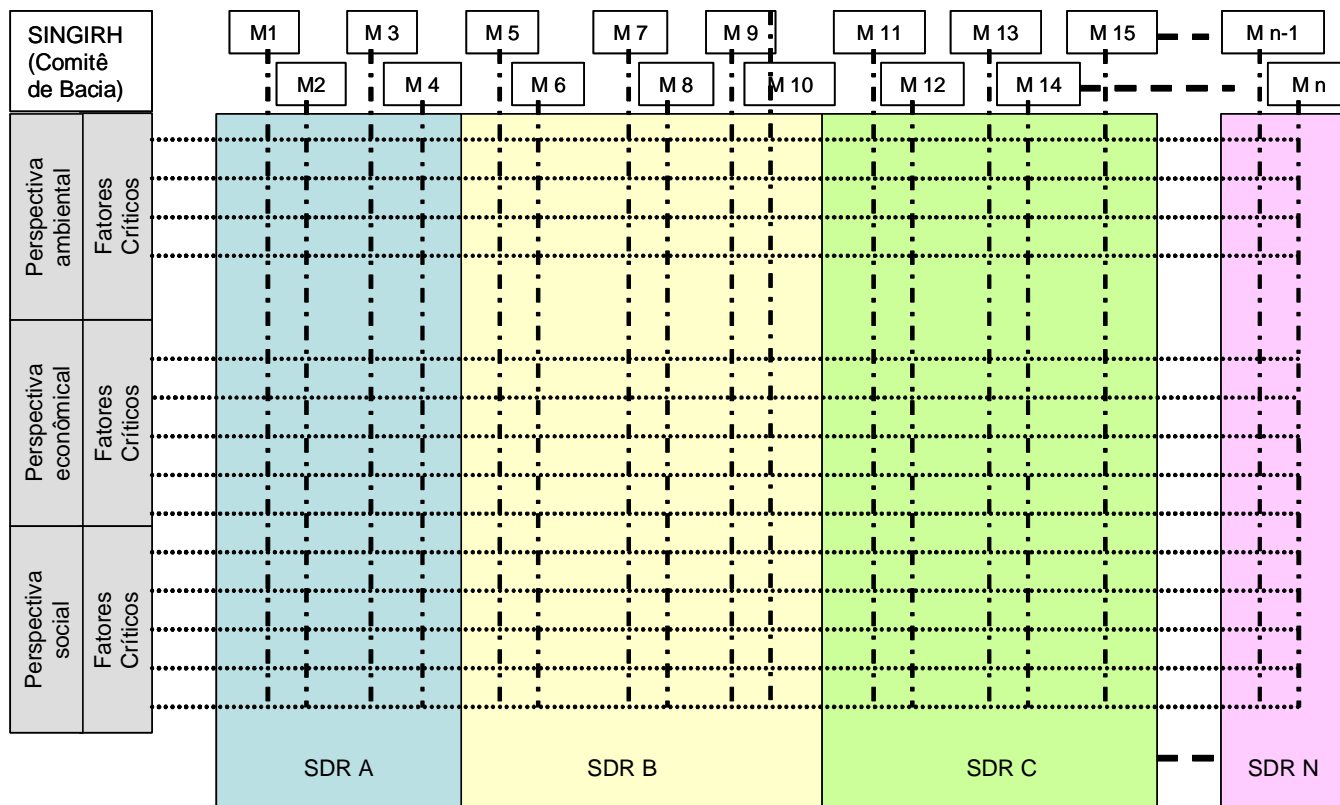 SINGIRH
(Comitê
de Bacia)
M1
M 3
M 5
M 7
M 9
M 11
M 13
M 15
M n-1
M2
M 4
M 6
M 8
M 10
M 12
M 14
M n
Perspectiva
ambiental
Fatores
Críticos
Perspectiva
econômical
Fatores
Críticos
Perspectiva
social
Fatores
Críticos
SDR A
SDR B
SDR C
SDR N